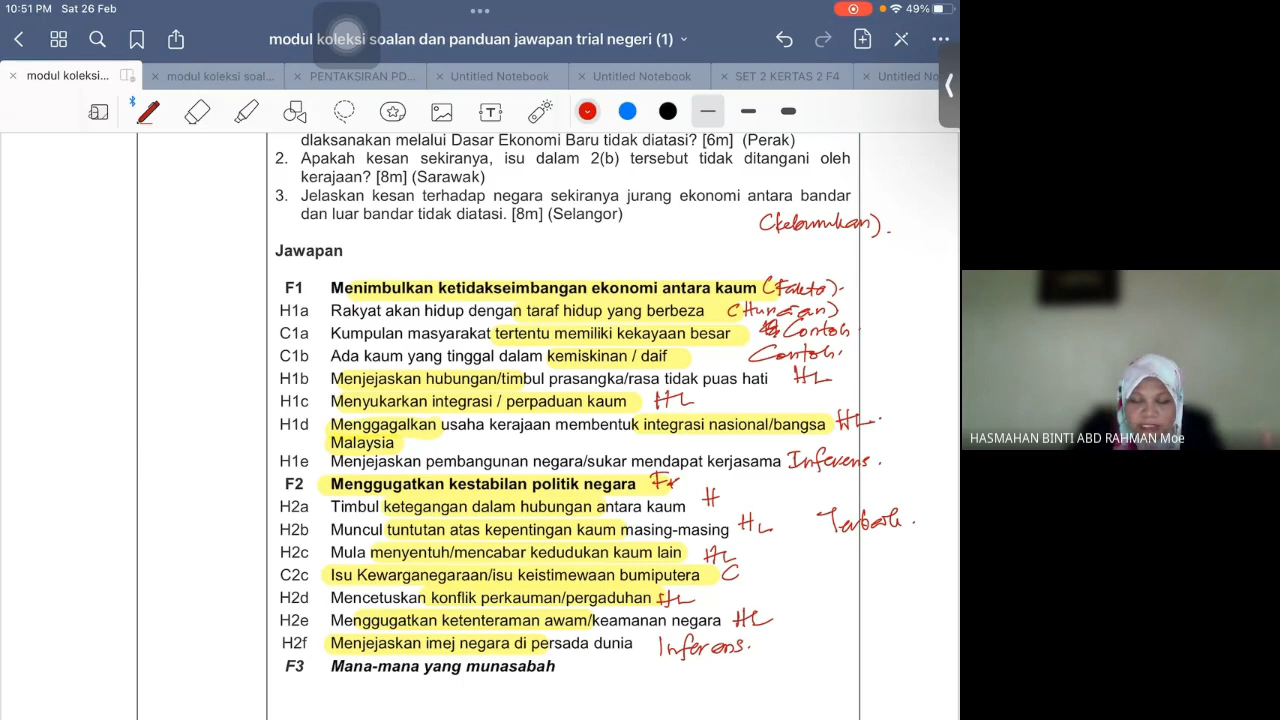 10:51 PM Sat 26 Feb
49%
modul koleksi soalan dan panduan jawapan trial negeri (1)
modul koleksi...
modul koleksi soal...
PENTAKSIRAN PD...
Untitled Notebook
Untitled Notebook
SET 2 KERTAS 2 F4
Untitled No
dlaksanakan melalui Dasar Ekonomi Baru tidak diatasi? [6m] (Perak)
2. Apakah kesan sekiranya, isu dalam 2(b) tersebut tidak ditangani oleh
kerajaan? [8m] (Sarawak)
3. Jelaskan kesan terhadap negara sekiranya jurang ekonomi antara bandar
dan luar bandar tidak diatasi. [8m] (Selangor)
Jawapan
F1 Menimbulkan ketidakseimbangan ekonomi antara kaum (Fakta).
H1a Rakyat akan hidup dengan taraf hidup yang berbeza (Huraian)
C1a Kumpulan masyarakat tertentu memiliki kekayaan besar Contoh.
C1b Ada kaum yang tinggal dalam kemiskinan / daif Contoh.
H1b Menjejaskan hubungan/timbul prasangka/rasa tidak puas hati HL
H1c Menyukarkan integrasi / perpaduan kaum HL
H1d Menggagalkan usaha kerajaan membentuk integrasi nasional/bangsa HL.
Malaysia
H1e Menjejaskan pembangunan negara/sukar mendapat kerjasama Inferens.
F2 Menggugatkan kestabilan politik negara
H2a Timbul ketegangan dalam hubungan antara kaum H
H2b Muncul tuntutan atas kepentingan kaum masing-masing HL Terbaik.
H2c Mula menyentuh/mencabar kedudukan kaum lain HL
C2c Isu Kewarganegaraan/isu keistimewaan bumiputera C
H2d Mencetuskan konflik perkauman/pergaduhan HL
H2e Menggugatkan ketenteraman awam/keamanan negara HL
H2f Menjejaskan imej negara di persada dunia Inferens.
F3 Mana-mana yang munasabah
HASMAHAN BINTI ABD RAHMAN Moe